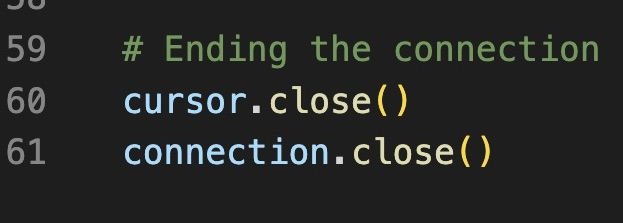 59 # Ending the connection
60 cursor.close()
61 connection.close()